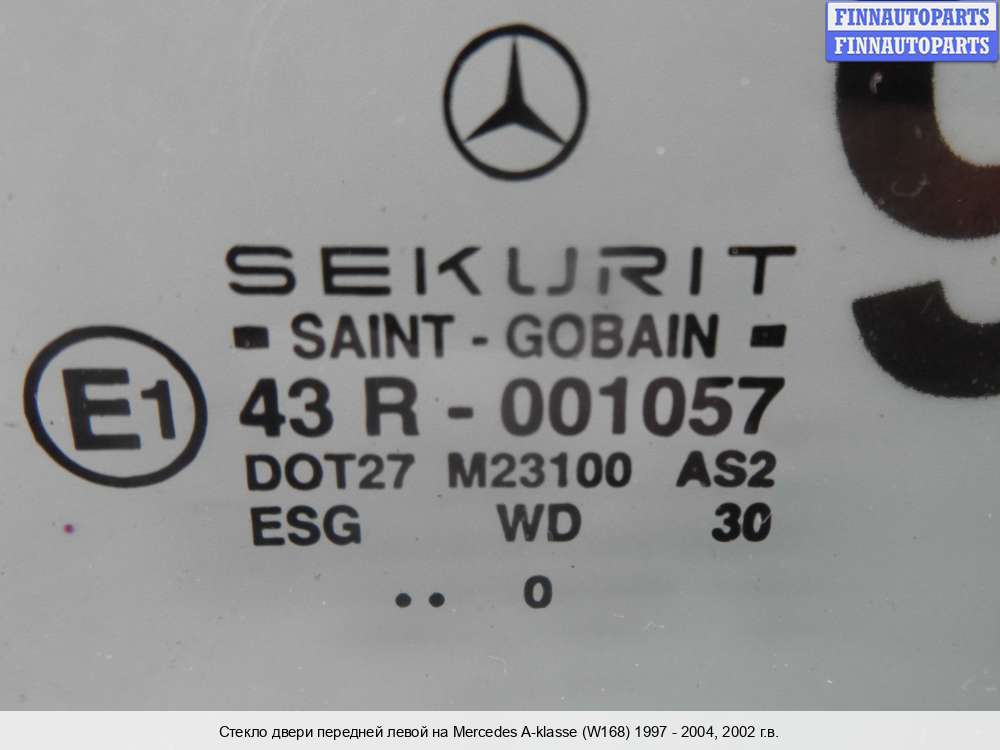 FINNAUTOPARTS
FINNAUTOPARTS
SEKURIT
- SAINT - GOBAIN -
E1
43 R - 001057
DOT27 M23100 AS2
ESG WD 30
.. 0
9
Стекло двери передней левой на Mercedes A-klasse (W168) 1997 - 2004, 2002 г.в.